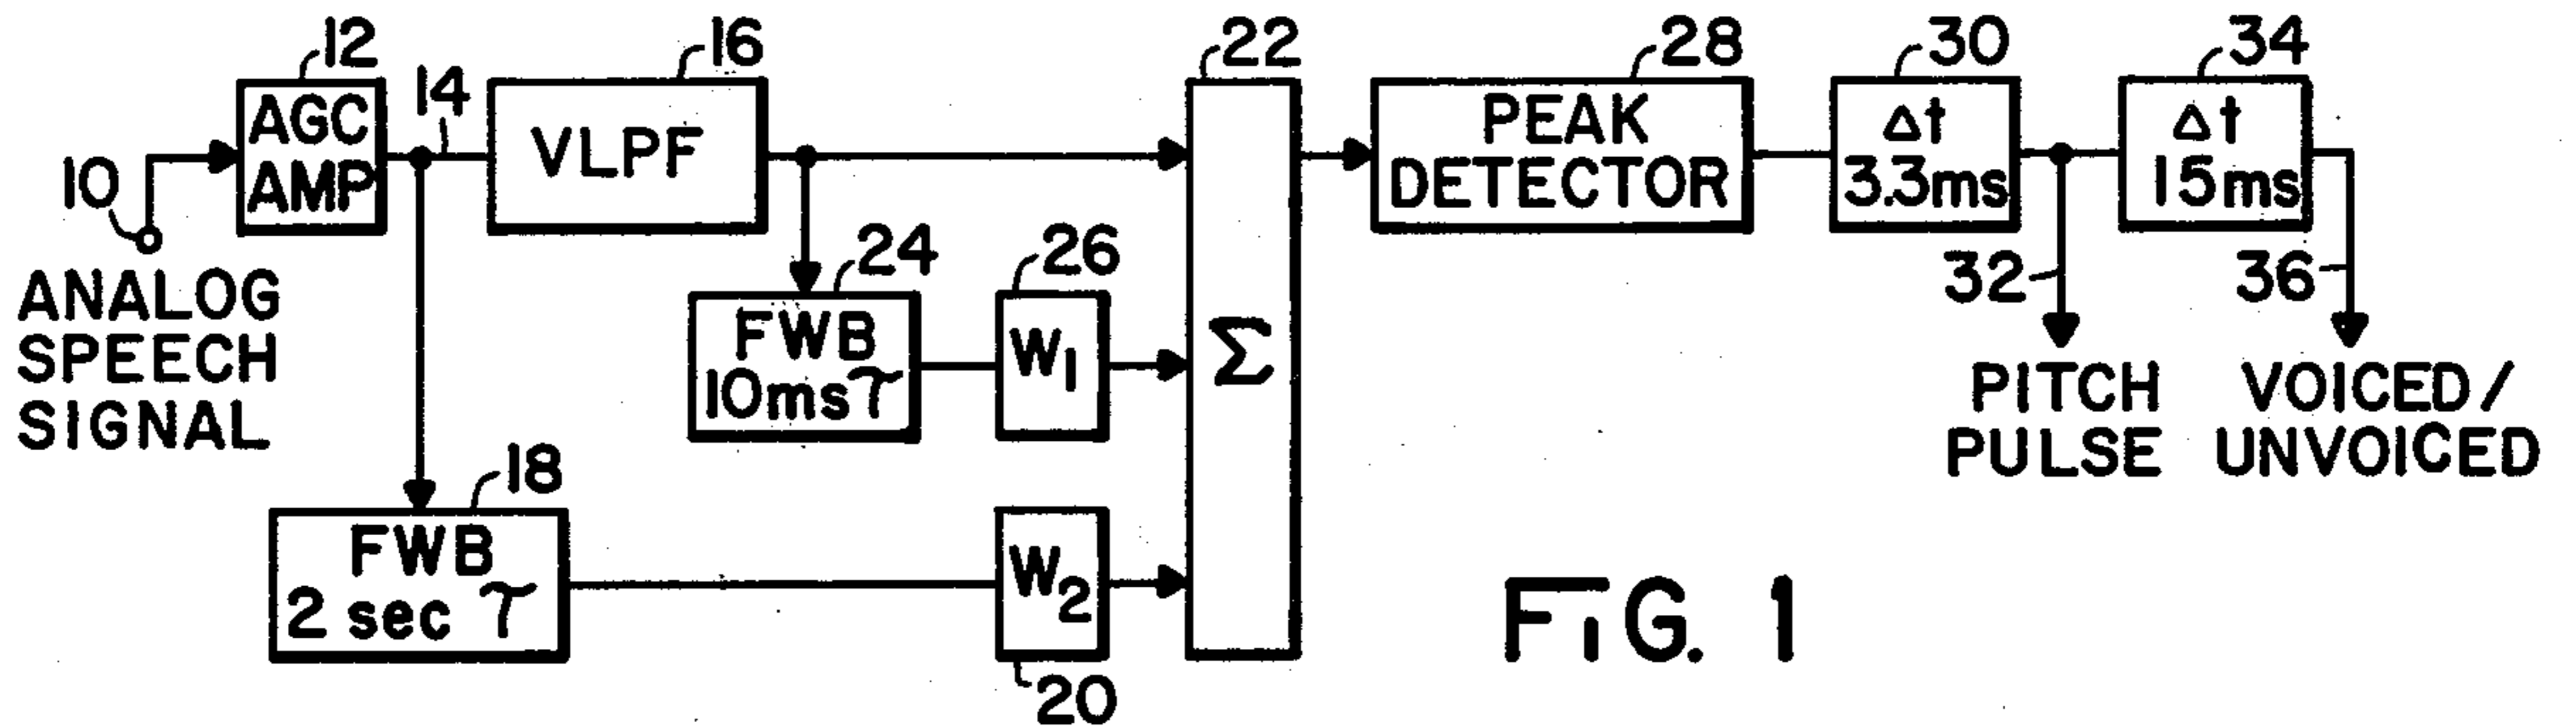 12
16
22
28
30
34
14
AGC
AMP
VLPF
PEAK
DETECTOR
Δt
3.3ms
Δt
15ms
10
ANALOG
SPEECH
SIGNAL
24
26
32
36
FWB
10ms τ
W1
Σ
PITCH
PULSE
VOICED/
UNVOICED
18
FWB
2 sec τ
W2
20
FIG. 1